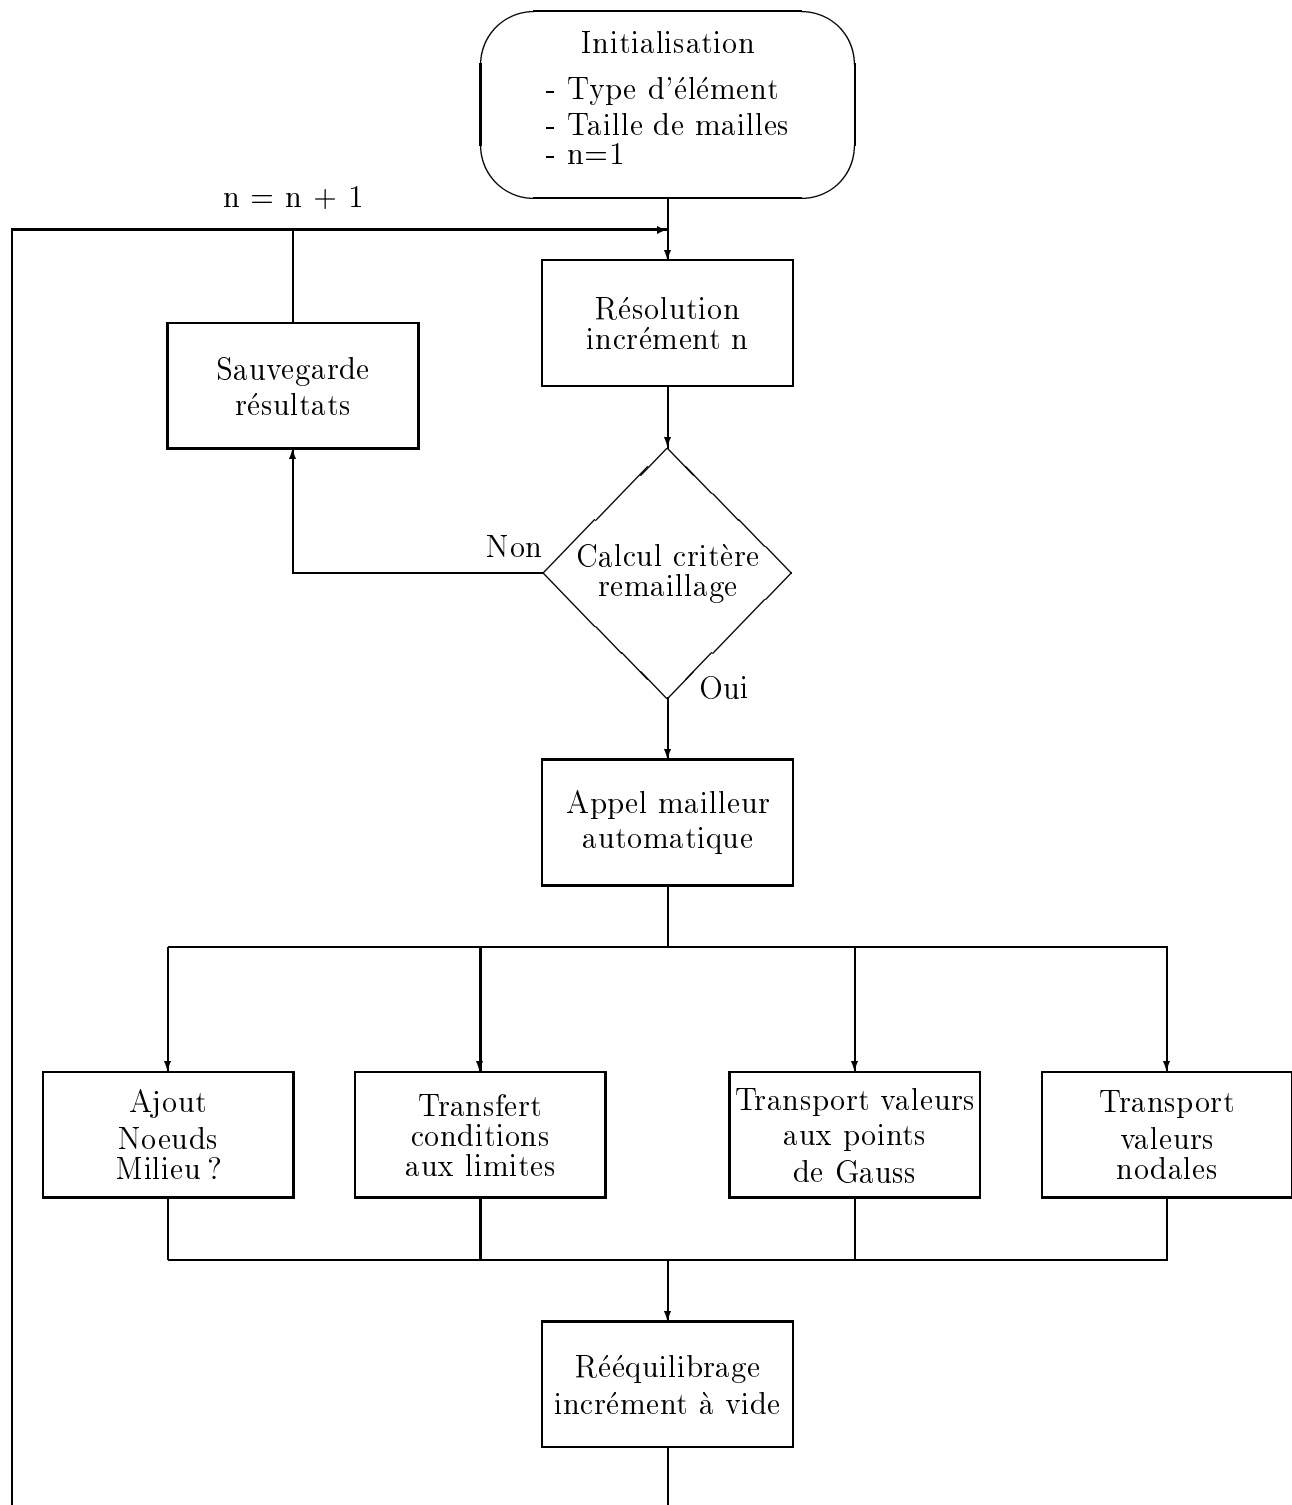 Initialisation
- Type d'élément
- Taille de mailles
- n=1
n = n + 1
Résolution
incrément n
Sauvegarde
résultats
Non
Calcul critère
remaillage
Oui
Appel mailleur
automatique
Ajout
Noeuds
Milieu ?
Transfert
conditions
aux limites
Transport valeurs
aux points
de Gauss
Transport
valeurs
nodales
Rééquilibrage
incrément à vide